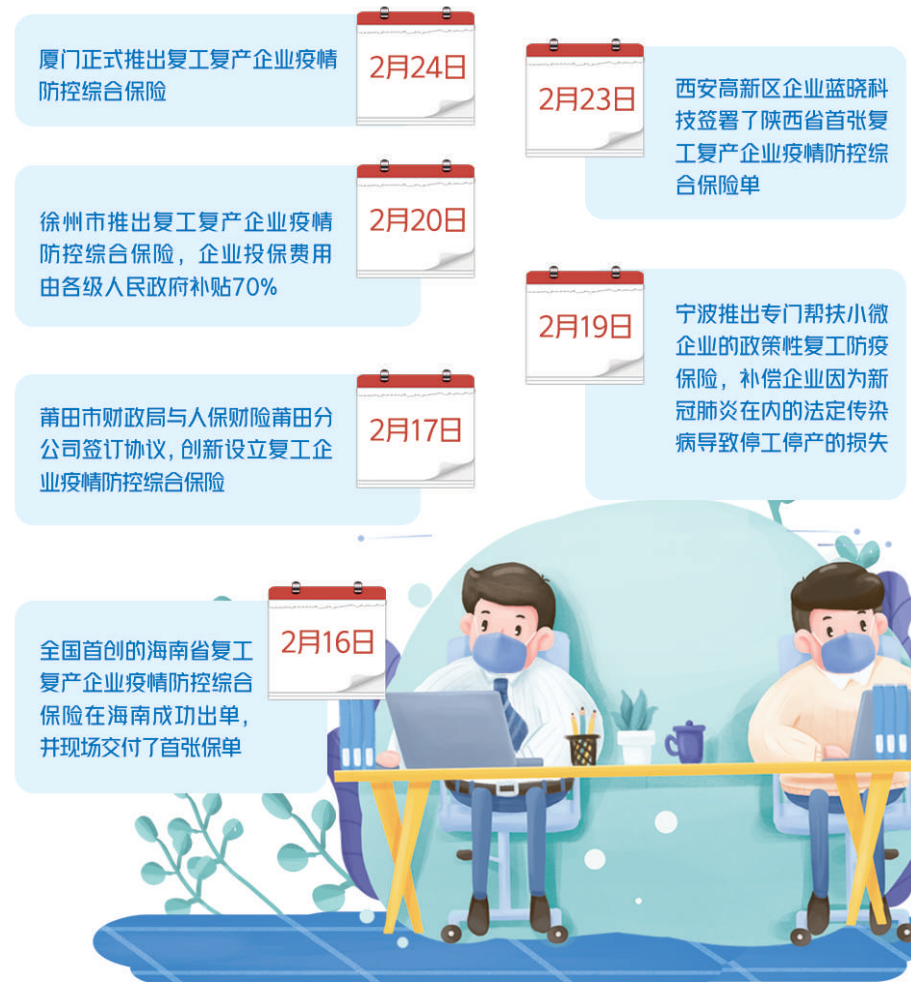 厦门正式推出复工复产企业疫情
防控综合保险
2月24日
2月23日
西安高新区企业蓝晓科
技签署了陕西省首张复
工复产企业疫情防控综
合保险单
徐州市推出复工复产企业疫情
防控综合保险，企业投保费用
由各级人民政府补贴70%
2月20日
2月19日
宁波推出专门帮扶小微
企业的政策性复工防疫
保险，补偿企业因为新
冠肺炎在内的法定传染
病导致停工停产的损失
莆田市财政局与人保财险莆田分
公司签订协议，创新设立复工企
业疫情防控综合保险
2月17日
全国首创的海南省复工
复产企业疫情防控综合
保险在海南成功出单，
并现场交付了首张保单
2月16日